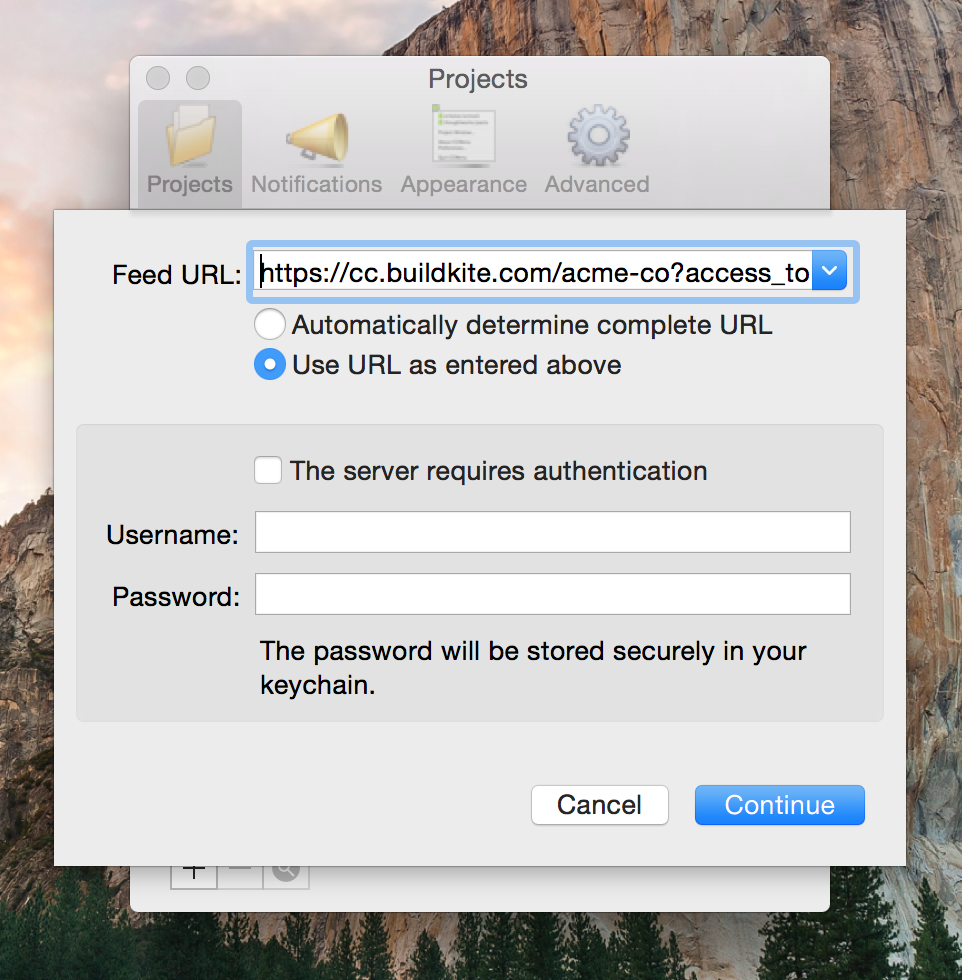 Projects
Projects Notifications Appearance Advanced
Feed URL: https://cc.buildkite.com/acme-co?access_to
Automatically determine complete URL
Use URL as entered above
The server requires authentication
Username:
Password:
The password will be stored securely in your
keychain.
Cancel Continue